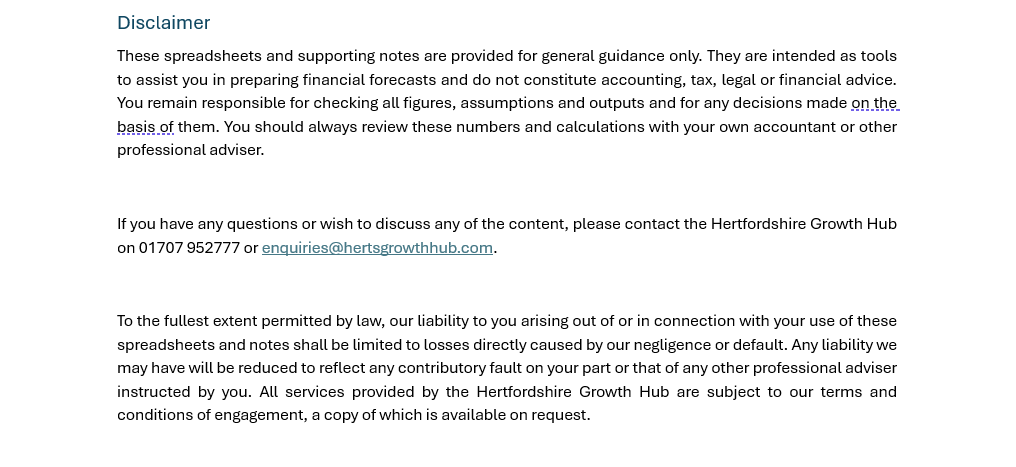 Disclaimer
These spreadsheets and supporting notes are provided for general guidance only. They are intended as tools
to assist you in preparing financial forecasts and do not constitute accounting, tax, legal or financial advice.
You remain responsible for checking all figures, assumptions and outputs and for any decisions made on the
basis of them. You should always review these numbers and calculations with your own accountant or other
professional adviser.
If you have any questions or wish to discuss any of the content, please contact the Hertfordshire Growth Hub
on 01707 952777 or enquiries@hertsgrowthhub.com.
To the fullest extent permitted by law, our liability to you arising out of or in connection with your use of these
spreadsheets and notes shall be limited to losses directly caused by our negligence or default. Any liability we
may have will be reduced to reflect any contributory fault on your part or that of any other professional adviser
instructed by you. All services provided by the Hertfordshire Growth Hub are subject to our terms and
conditions of engagement, a copy of which is available on request.